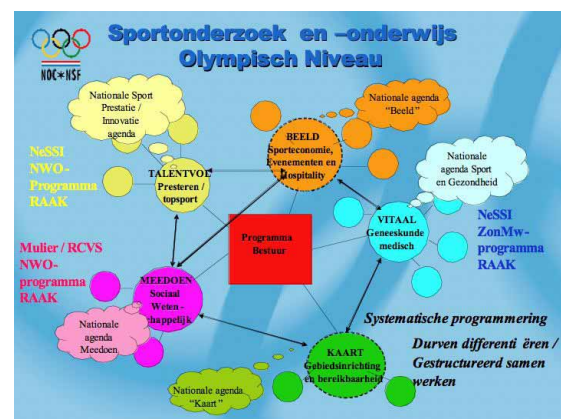 Sportonderzoek en –onderwijs
Olympisch Niveau
NOC*NSF
Nationale Sport
Prestatie /
Innovatie
agenda
Nationale agenda
“Beeld”
BEELD
Sporteconomie,
Evenementen en
Hospitality
NeSSI
NWO-
Programma
RAAK
TALENTVOL
Presteren /
topsport
Nationale
agenda Sport
en Gezondheid
VITAAL
Geneeskunde
medisch
NeSSI
ZonMw-
programma
RAAK
Programma
Bestuur
Mulier / RCVS
NWO-
programma
RAAK
MEEDOEN
Sociaal
Weten-
schappelijk
Nationale
agenda
Meedoen
Systematische programmering
Durven differenti ëren /
Gestructureerd samen
werken
KAART
Gebiedsinrichting
en bereikbaarheid
Nationale agenda
“Kaart”